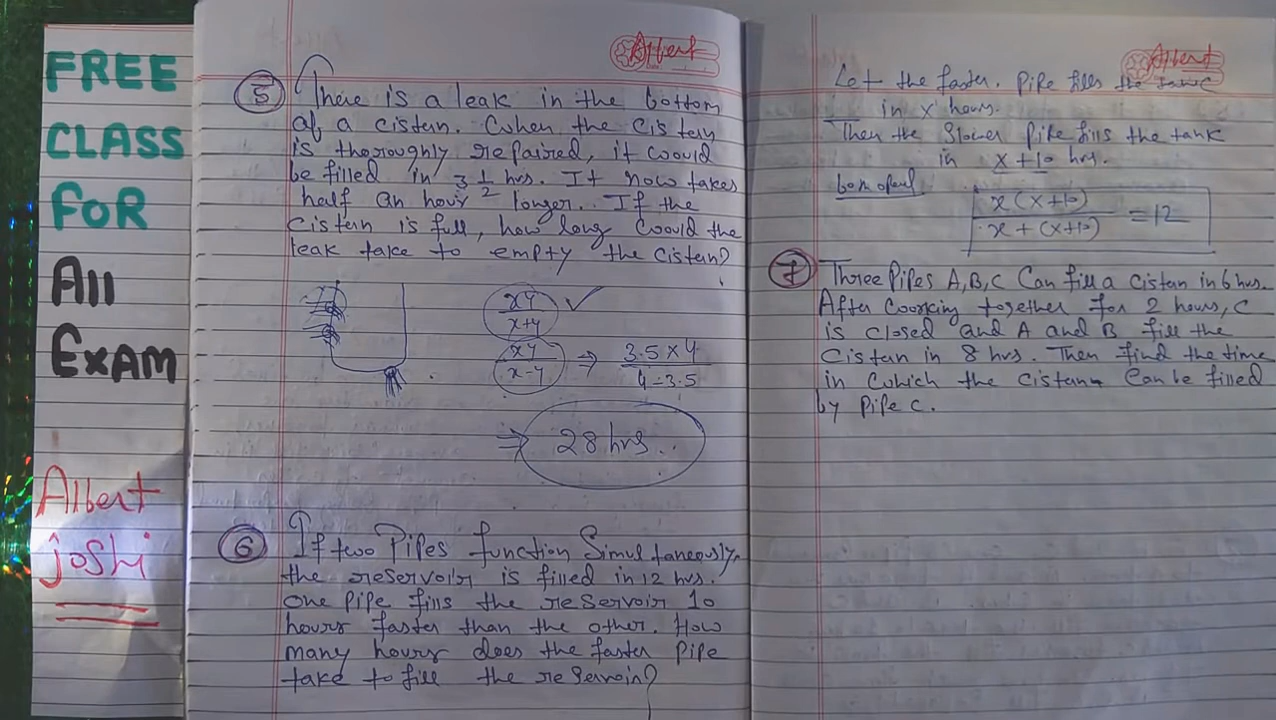 FREE
CLASS
FoR
All
ExAM
Albert
joshi
Albert
5 There is a leak in the bottom
of a cistern. When the cistern
is thoroughly repaired, it would
be filled in 3 1/2 hrs. It now takes
half an hour longer. If the
cistern is full, how long would the
leak take to empty the cistern?
xy/x+y ✓
xy/x-y ⇒ 3.5×4/4-3.5
⇒ 28 hrs..
6 If two Pipes function Simultaneously,
the reservoir is filled in 12 hrs.
One Pipe fills the reservoir 10
hours faster than the other. How
many hours does the faster Pipe
take to fill the reservoir?
Albert
Let the faster. Pipe fills the tank
in x hours.
Then the Slower Pipe fills the tank
in x+10 hrs.
x(x+10)/x+(x+10) = 12
7 Three Pipes A,B,C Can fill a cistern in 6 hrs.
After working together for 2 hours, C
is closed and A and B fill the
Cistern in 8 hrs. Then find the time
in which the cistern Can be filled
by Pipe C.